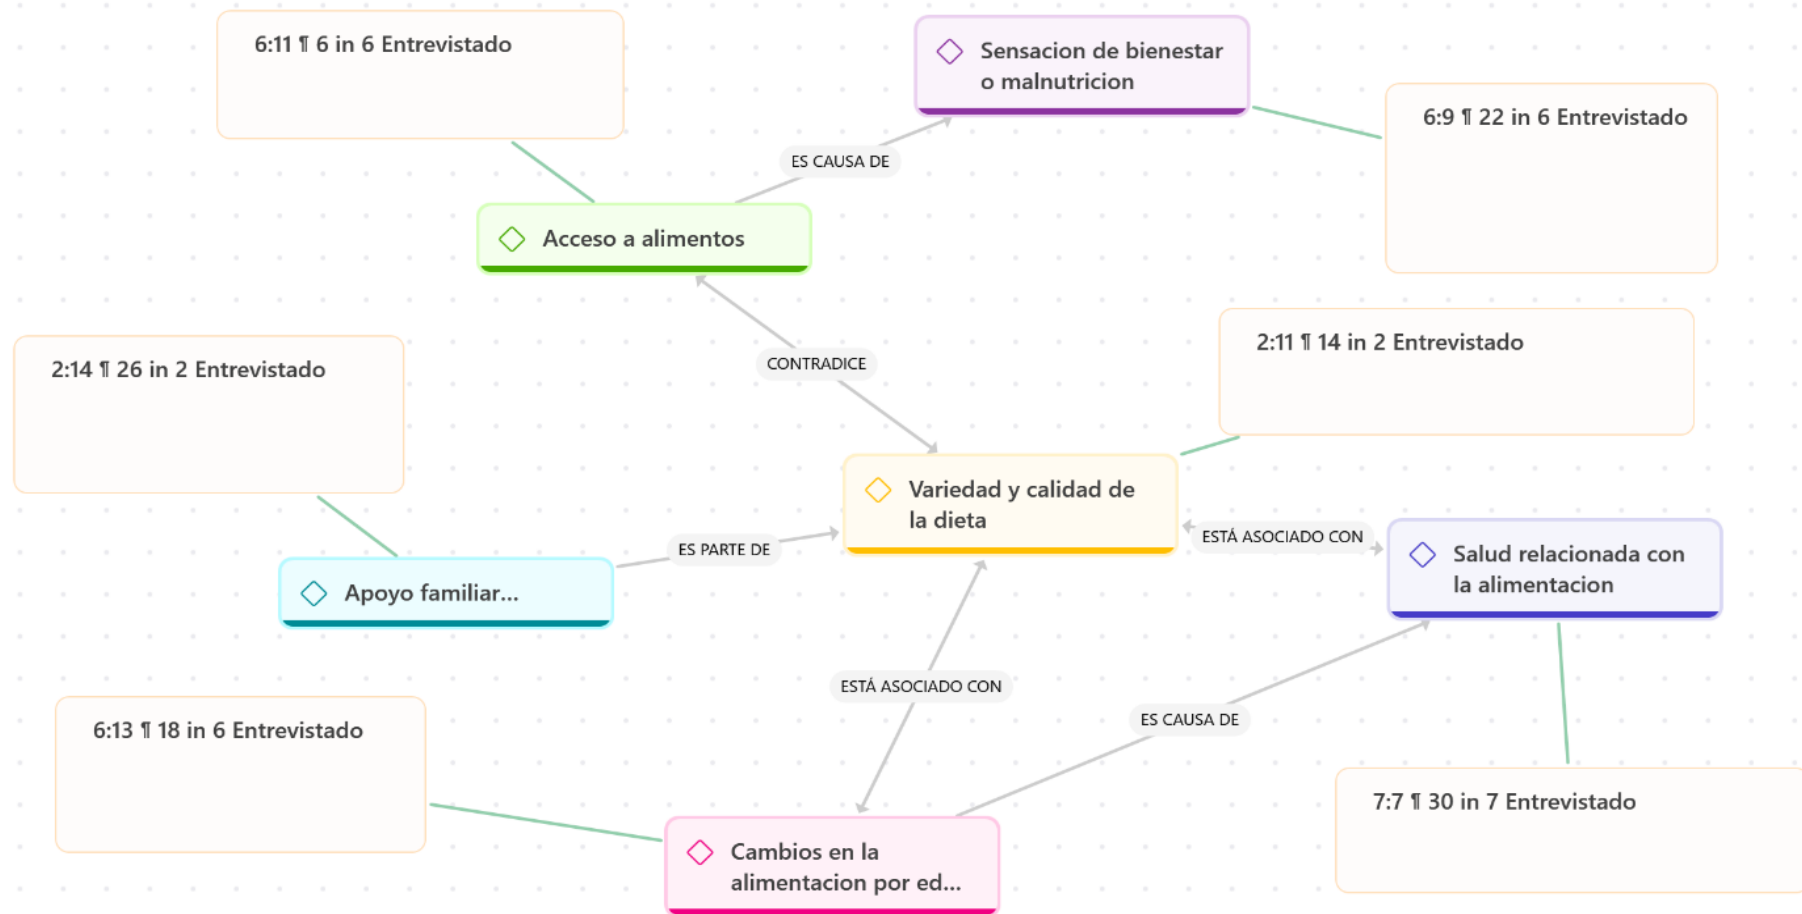 6:11 ¶ 6 in 6 Entrevistado
Sensacion de bienestar
o malnutricion
6:9 ¶ 22 in 6 Entrevistado
ES CAUSA DE
Acceso a alimentos
2:14 ¶ 26 in 2 Entrevistado
CONTRADICE
2:11 ¶ 14 in 2 Entrevistado
Variedad y calidad de
la dieta
ES PARTE DE
ESTÁ ASOCIADO CON
Salud relacionada con
la alimentacion
Apoyo familiar...
ESTÁ ASOCIADO CON
ES CAUSA DE
6:13 ¶ 18 in 6 Entrevistado
7:7 ¶ 30 in 7 Entrevistado
Cambios en la
alimentacion por ed...